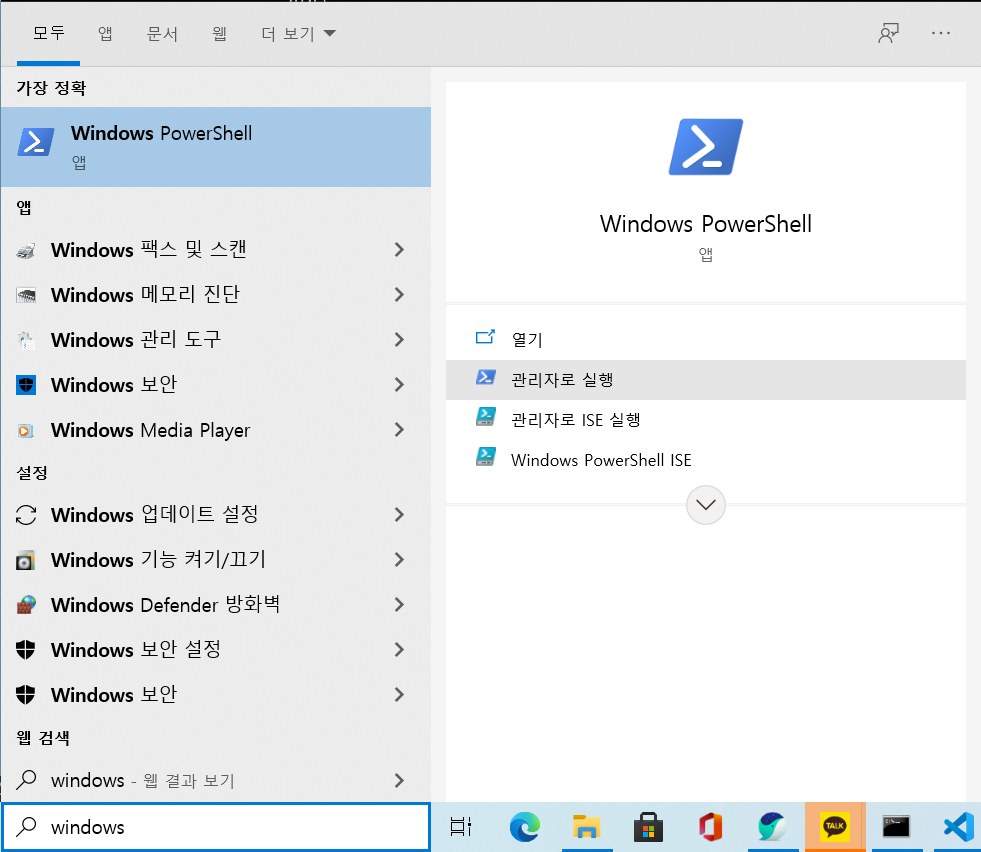 모두 앱 문서 웹 더 보기
가장 정확
Windows PowerShell
앱
앱
Windows 팩스 및 스캔
Windows 메모리 진단
Windows 관리 도구
Windows 보안
Windows Media Player
설정
Windows 업데이트 설정
Windows 기능 켜기/끄기
Windows Defender 방화벽
Windows 보안 설정
Windows 보안
웹 검색
windows - 웹 결과 보기
windows
Windows PowerShell
앱
열기
관리자로 실행
관리자로 ISE 실행
Windows PowerShell ISE
TALK